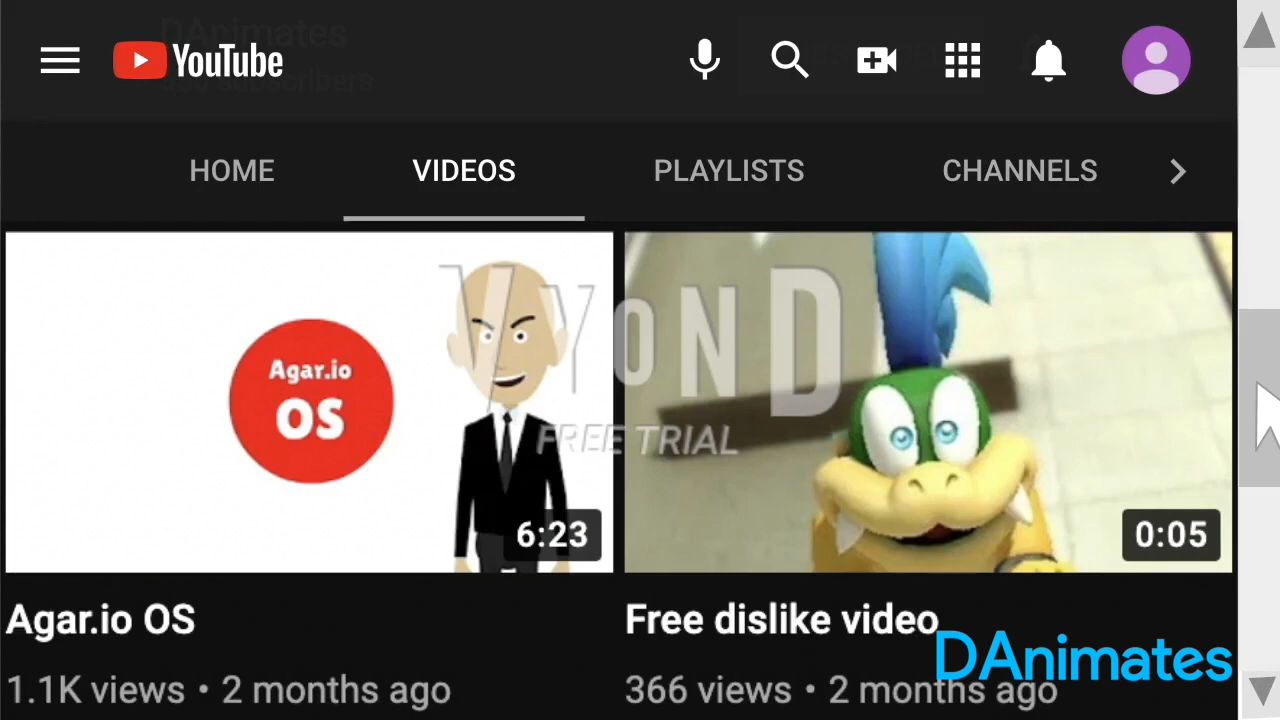 YouTube
HOME
VIDEOS
PLAYLISTS
CHANNELS
VYOND
FREE TRIAL
Agar.io
OS
6:23
0:05
Agar.io OS
Free dislike video
1.1K views • 2 months ago
366 views • 2 months ago
DAnimates